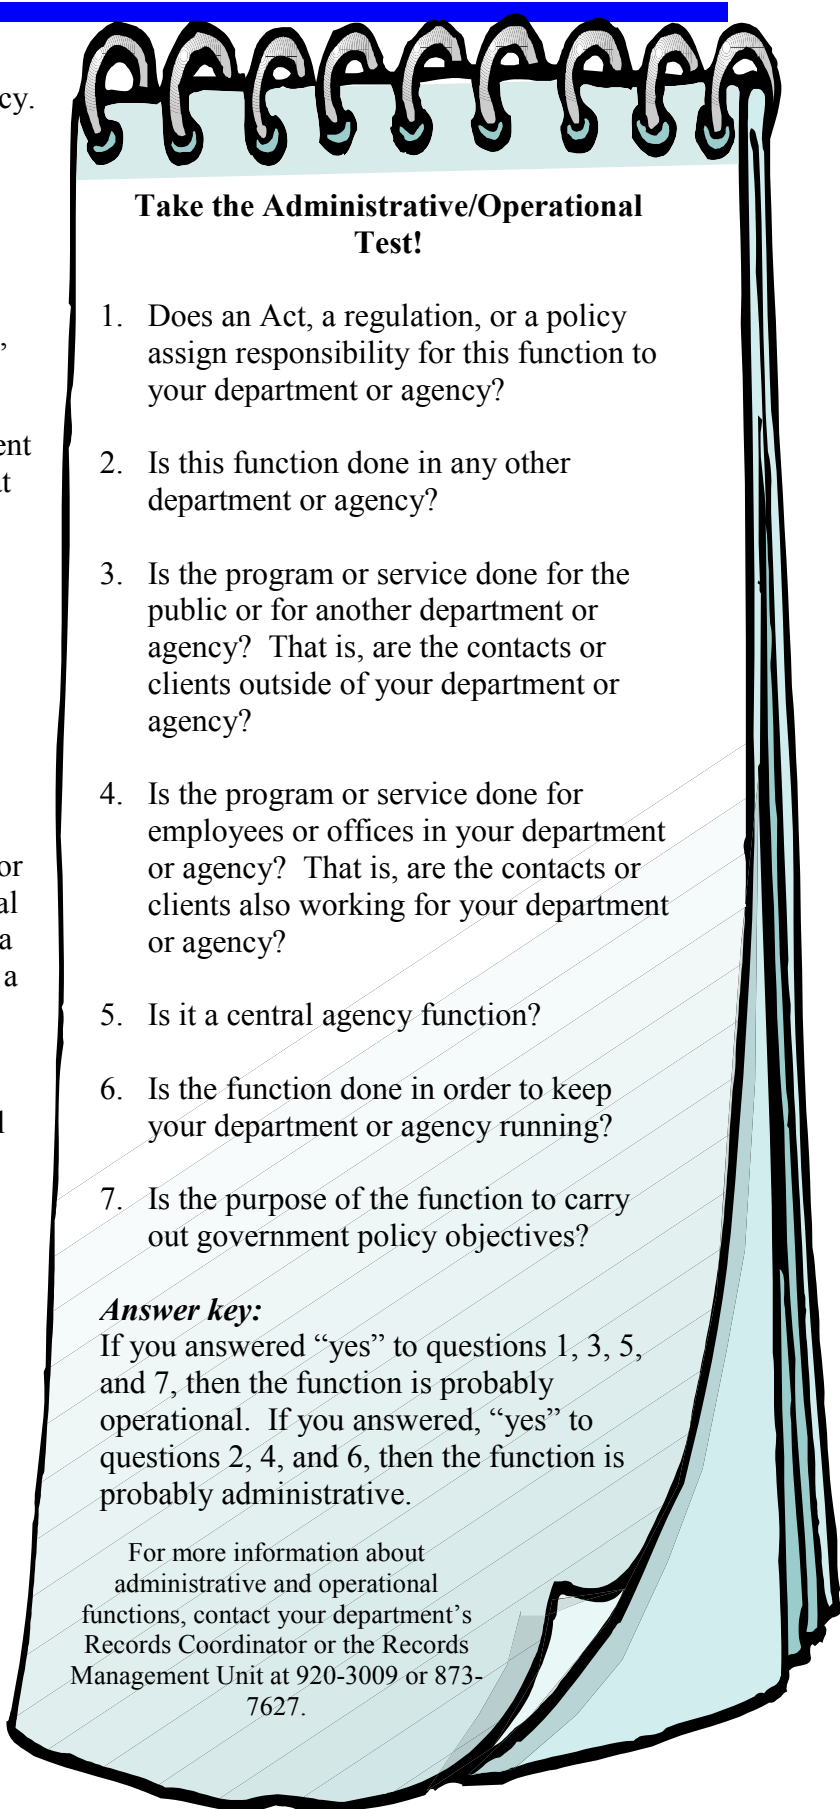 cy.
,
ent
at
or
al
a
a
l
Take the Administrative/Operational
Test!
1. Does an Act, a regulation, or a policy
assign responsibility for this function to
your department or agency?
2. Is this function done in any other
department or agency?
3. Is the program or service done for the
public or for another department or
agency? That is, are the contacts or
clients outside of your department or
agency?
4. Is the program or service done for
employees or offices in your department
or agency? That is, are the contacts or
clients also working for your department
or agency?
5. Is it a central agency function?
6. Is the function done in order to keep
your department or agency running?
7. Is the purpose of the function to carry
out government policy objectives?
Answer key:
If you answered “yes” to questions 1, 3, 5,
and 7, then the function is probably
operational. If you answered, “yes” to
questions 2, 4, and 6, then the function is
probably administrative.
For more information about
administrative and operational
functions, contact your department’s
Records Coordinator or the Records
Management Unit at 920-3009 or 873-
7627.